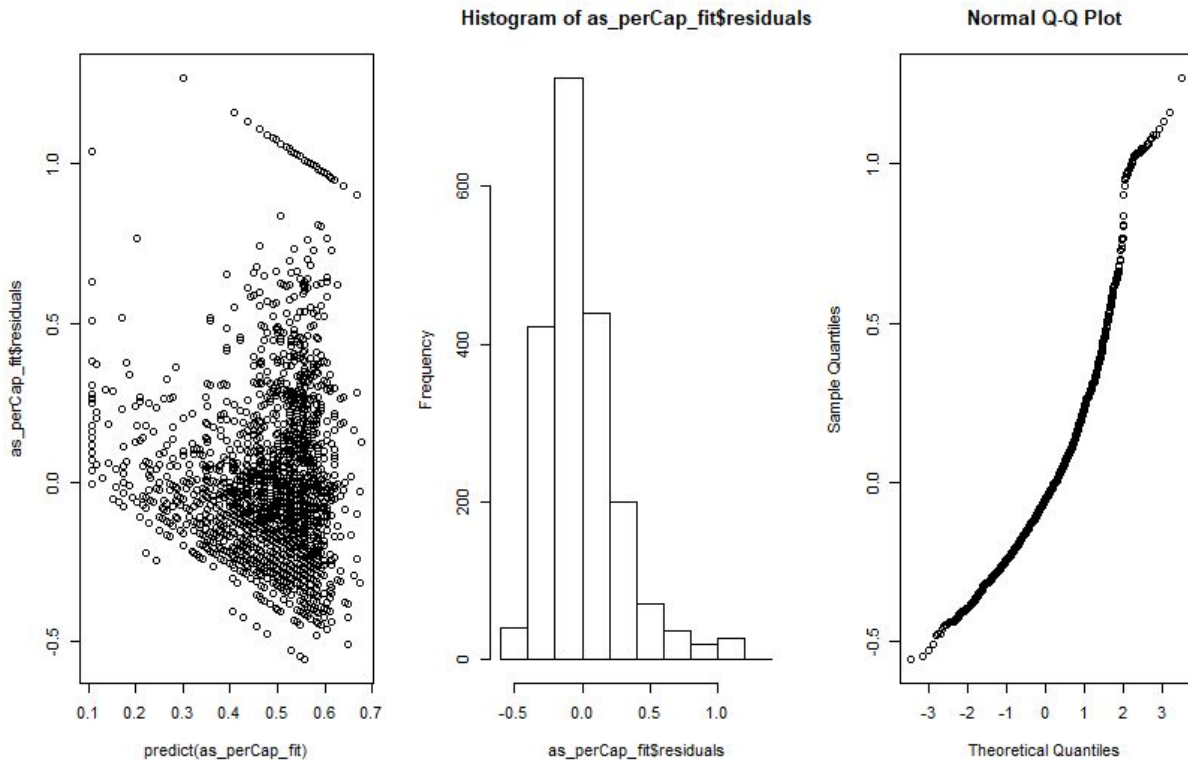 Histogram of as_perCap_fit$residuals
Normal Q-Q Plot
as_perCap_fit$residuals
1.0
0.5
0.0
-0.5
0.1 0.2 0.3 0.4 0.5 0.6 0.7
predict(as_perCap_fit)
Frequency
600
400
200
0
-0.5 0.0 0.5 1.0
as_perCap_fit$residuals
Sample Quantiles
1.0
0.5
0.0
-0.5
-3 -2 -1 0 1 2 3
Theoretical Quantiles